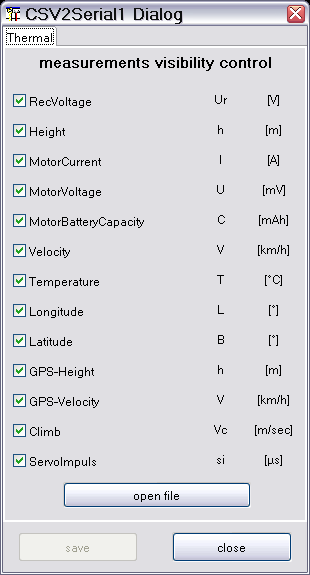 CSV2Serial1 Dialog
Thermal
measurements visibility control
RecVoltage Ur [V]
Height h [m]
MotorCurrent I [A]
MotorVoltage U [mV]
MotorBatteryCapacity C [mAh]
Velocity V [km/h]
Temperature T [°C]
Longitude L [°]
Latitude B [°]
GPS-Height h [m]
GPS-Velocity V [km/h]
Climb Vc [m/sec]
ServoImpuls si [µs]
open file
save close